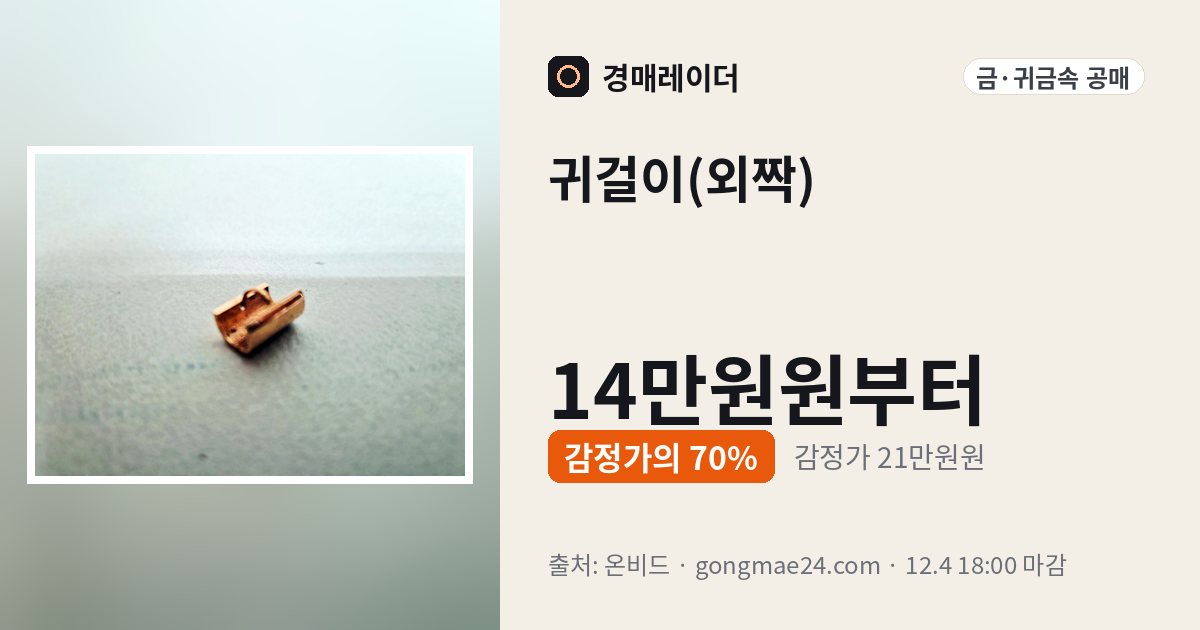 경매레이더
금·귀금속 공매
귀걸이(외짝)
14만원원부터
감정가의 70%
감정가 21만원원
출처: 온비드 · gongmae24.com · 12.4 18:00 마감